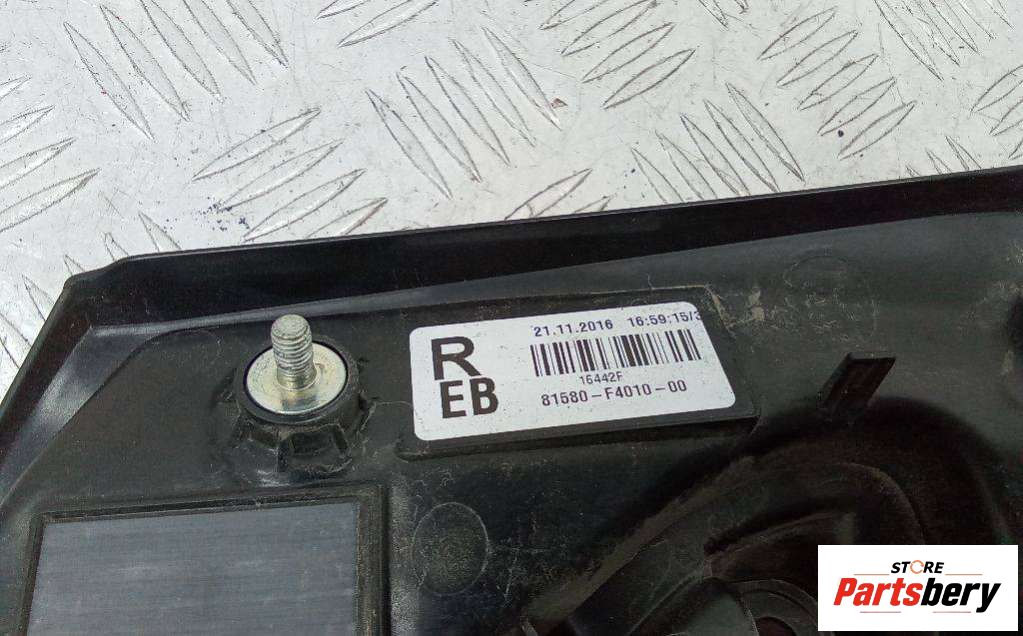 21.11.2016 16:59:15/3
R
EB
16442F
81580-F4010-00
STORE
Partsbery